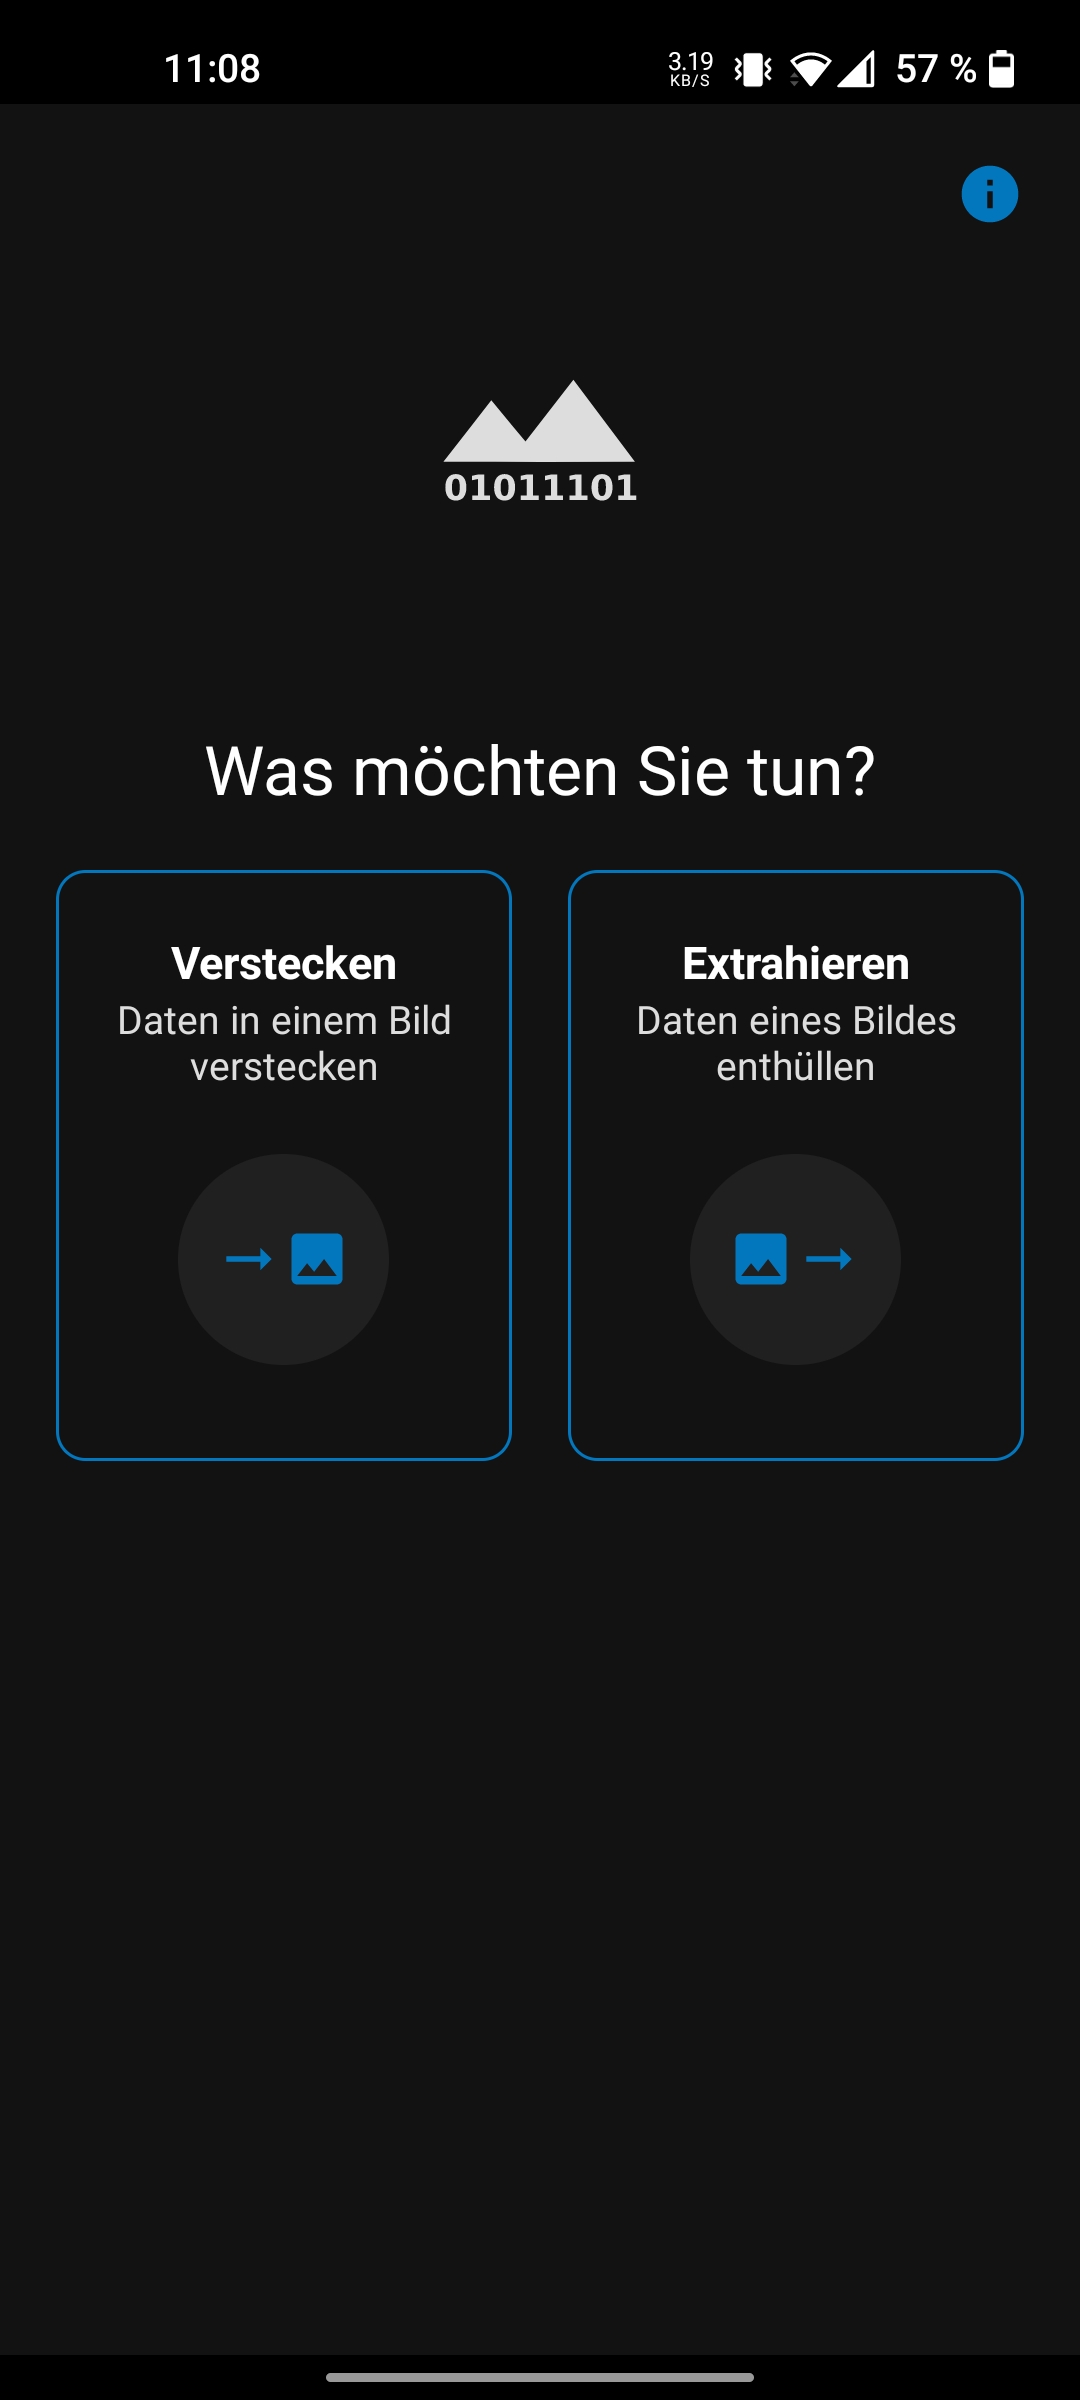 11:08
3.19
KB/S
57 %
01011101
Was möchten Sie tun?
Verstecken
Daten in einem Bild
verstecken
Extrahieren
Daten eines Bildes
enthüllen